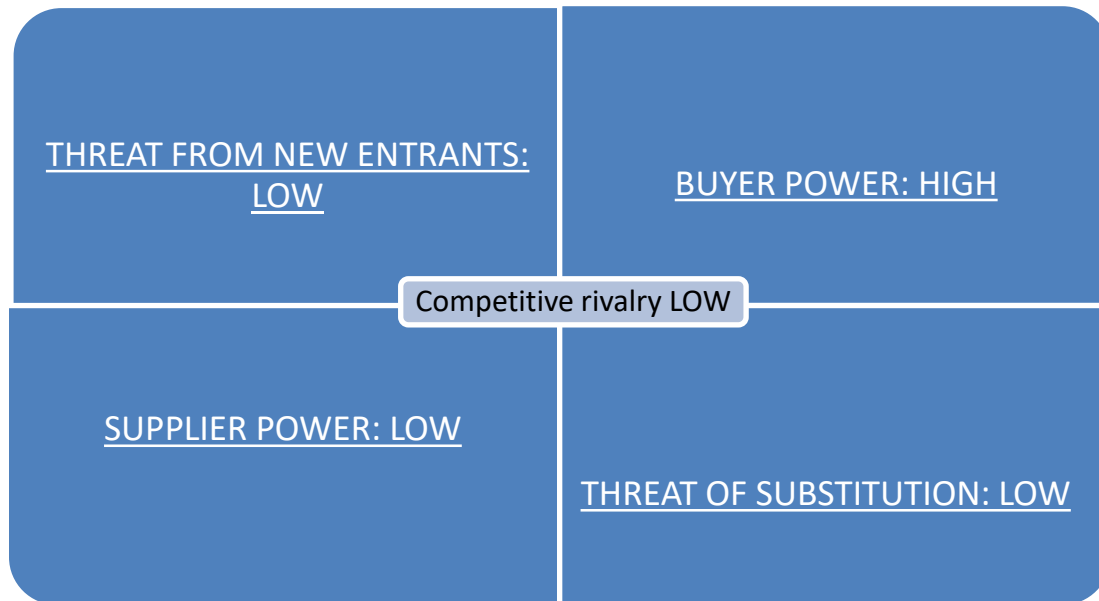 THREAT FROM NEW ENTRANTS:
LOW
BUYER POWER: HIGH
Competitive rivalry LOW
SUPPLIER POWER: LOW
THREAT OF SUBSTITUTION: LOW